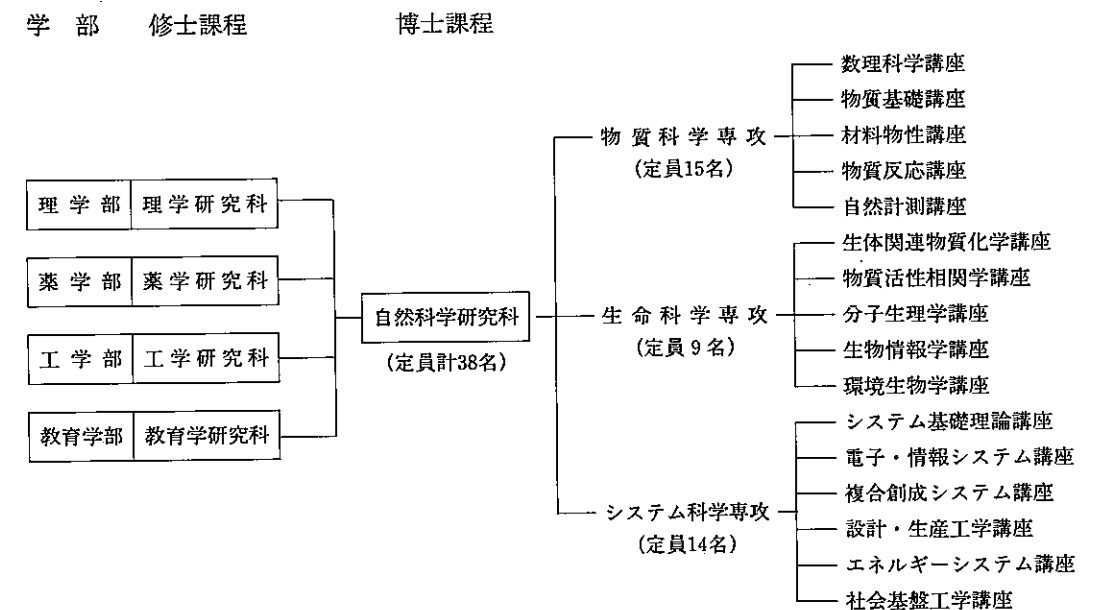 学 部 修士課程 博士課程
理 学 部 理 学 研 究 科
薬 学 部 薬 学 研 究 科
工 学 部 工 学 研 究 科
教育学部 教育学研究科
自然科学研究科
(定員計38名)
物 質 科 学 専 攻
(定員15名)
数理科学講座
物質基礎講座
材料物性講座
物質反応講座
自然計測講座
生 命 科 学 専 攻
(定員 9 名)
生体関連物質化学講座
物質活性相関学講座
分子生理学講座
生物情報学講座
環境生物学講座
システム科学専攻
(定員14名)
システム基礎理論講座
電子・情報システム講座
複合創成システム講座
設計・生産工学講座
エネルギーシステム講座
社会基盤工学講座